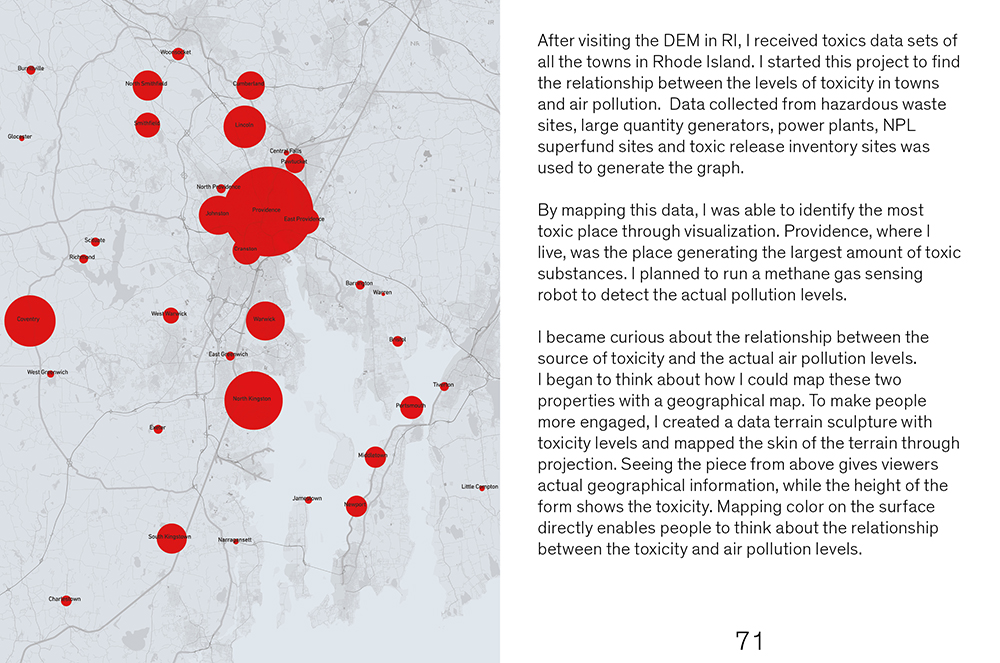 Woonsocket
Burrillville
North Smithfield
Cumberland
Smithfield
Lincoln
Glocester
Central Falls
Pawtucket
North Providence
Johnston
Providence
East Providence
Cranston
Scituate
Richmond
Barrington
Warren
Coventry
West Warwick
Warwick
Bristol
East Greenwich
West Greenwich
Tiverton
North Kingston
Portsmouth
Exeter
Middletown
Little Compton
Jamestown
Newport
South Kingstown
Narragansett
Charlestown
After visiting the DEM in RI, I received toxics data sets of
all the towns in Rhode Island. I started this project to find
the relationship between the levels of toxicity in towns
and air pollution.  Data collected from hazardous waste
sites, large quantity generators, power plants, NPL
superfund sites and toxic release inventory sites was
used to generate the graph.
By mapping this data, I was able to identify the most
toxic place through visualization. Providence, where I
live, was the place generating the largest amount of toxic
substances. I planned to run a methane gas sensing
robot to detect the actual pollution levels.
I became curious about the relationship between the
source of toxicity and the actual air pollution levels.
I began to think about how I could map these two
properties with a geographical map. To make people
more engaged, I created a data terrain sculpture with
toxicity levels and mapped the skin of the terrain through
projection. Seeing the piece from above gives viewers
actual geographical information, while the height of the
form shows the toxicity. Mapping color on the surface
directly enables people to think about the relationship
between the toxicity and air pollution levels.
71